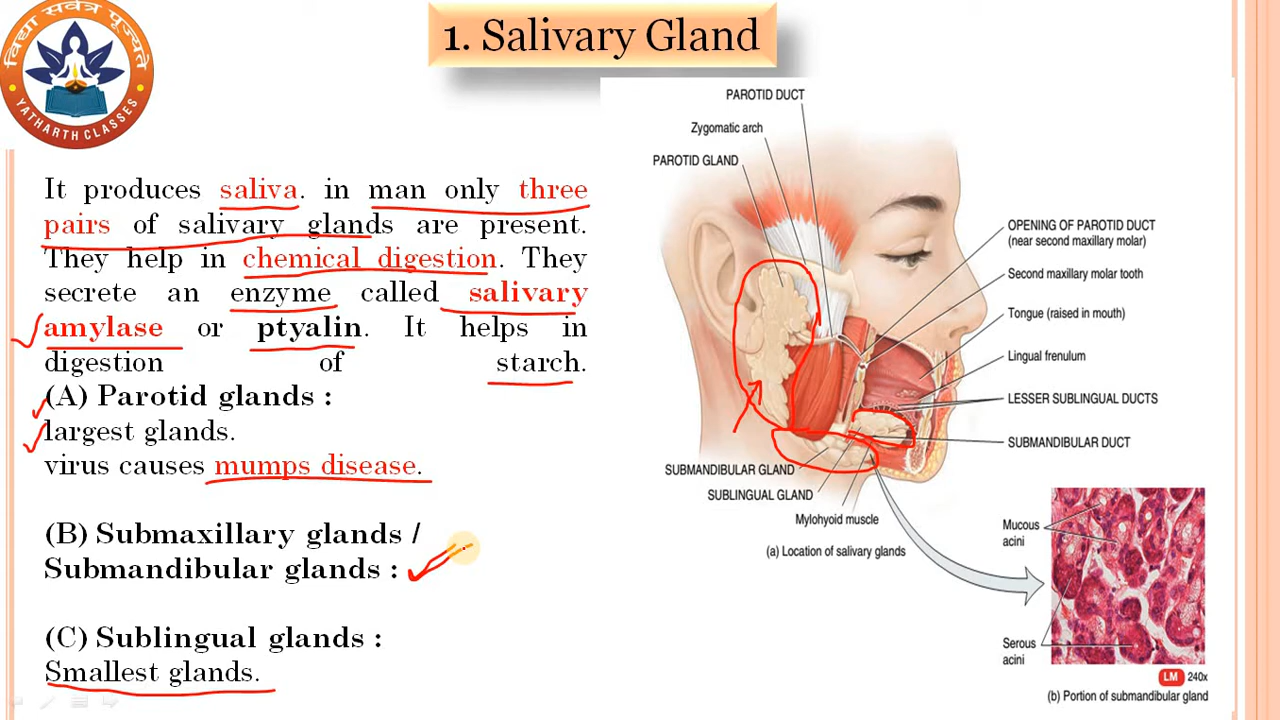 विद्या सर्वत्र पूज्यते
YATHARTH CLASSES
1. Salivary Gland
It produces saliva. in man only three
pairs of salivary glands are present.
They help in chemical digestion. They
secrete an enzyme called salivary
amylase or ptyalin. It helps in
digestion of starch.
(A) Parotid glands :
largest glands.
virus causes mumps disease.
(B) Submaxillary glands /
Submandibular glands :
(C) Sublingual glands :
Smallest glands.
PAROTID DUCT
Zygomatic arch
PAROTID GLAND
OPENING OF PAROTID DUCT
(near second maxillary molar)
Second maxillary molar tooth
Tongue (raised in mouth)
Lingual frenulum
LESSER SUBLINGUAL DUCTS
SUBMANDIBULAR DUCT
SUBMANDIBULAR GLAND
SUBLINGUAL GLAND
Mylohyoid muscle
(a) Location of salivary glands
Mucous
acini
Serous
acini
LM 240x
(b) Portion of submandibular gland